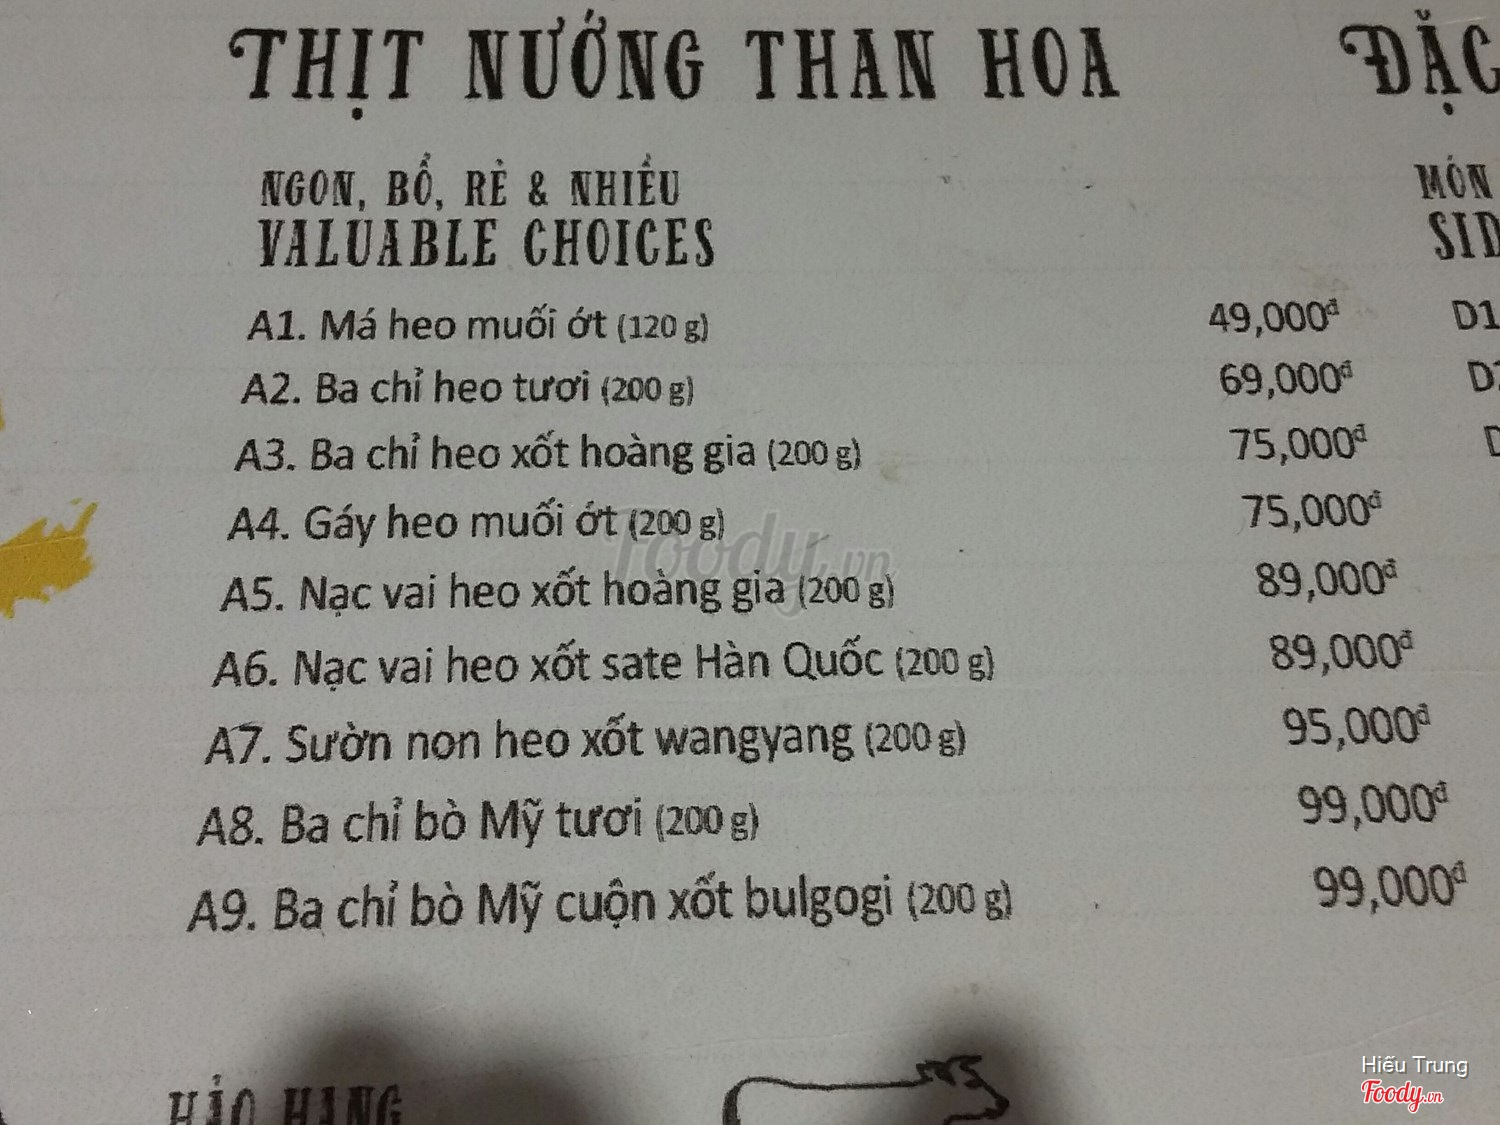 THỊT NƯỚNG THAN HOA
NGON, BỔ, RẺ & NHIỀU
VALUABLE CHOICES
A1. Má heo muối ớt (120 g) 49,000đ
A2. Ba chỉ heo tươi (200 g) 69,000đ
A3. Ba chỉ heo xốt hoàng gia (200 g) 75,000đ
A4. Gáy heo muối ớt (200 g) 75,000đ
A5. Nạc vai heo xốt hoàng gia (200 g) 89,000đ
A6. Nạc vai heo xốt sate Hàn Quốc (200 g) 89,000đ
A7. Sườn non heo xốt wangyang (200 g) 95,000đ
A8. Ba chỉ bò Mỹ tươi (200 g) 99,000đ
A9. Ba chỉ bò Mỹ cuộn xốt bulgogi (200 g) 99,000đ
ĐẶC
MÓN
SID
D1
Foody.vn
Hiếu Trung
Foody.vn